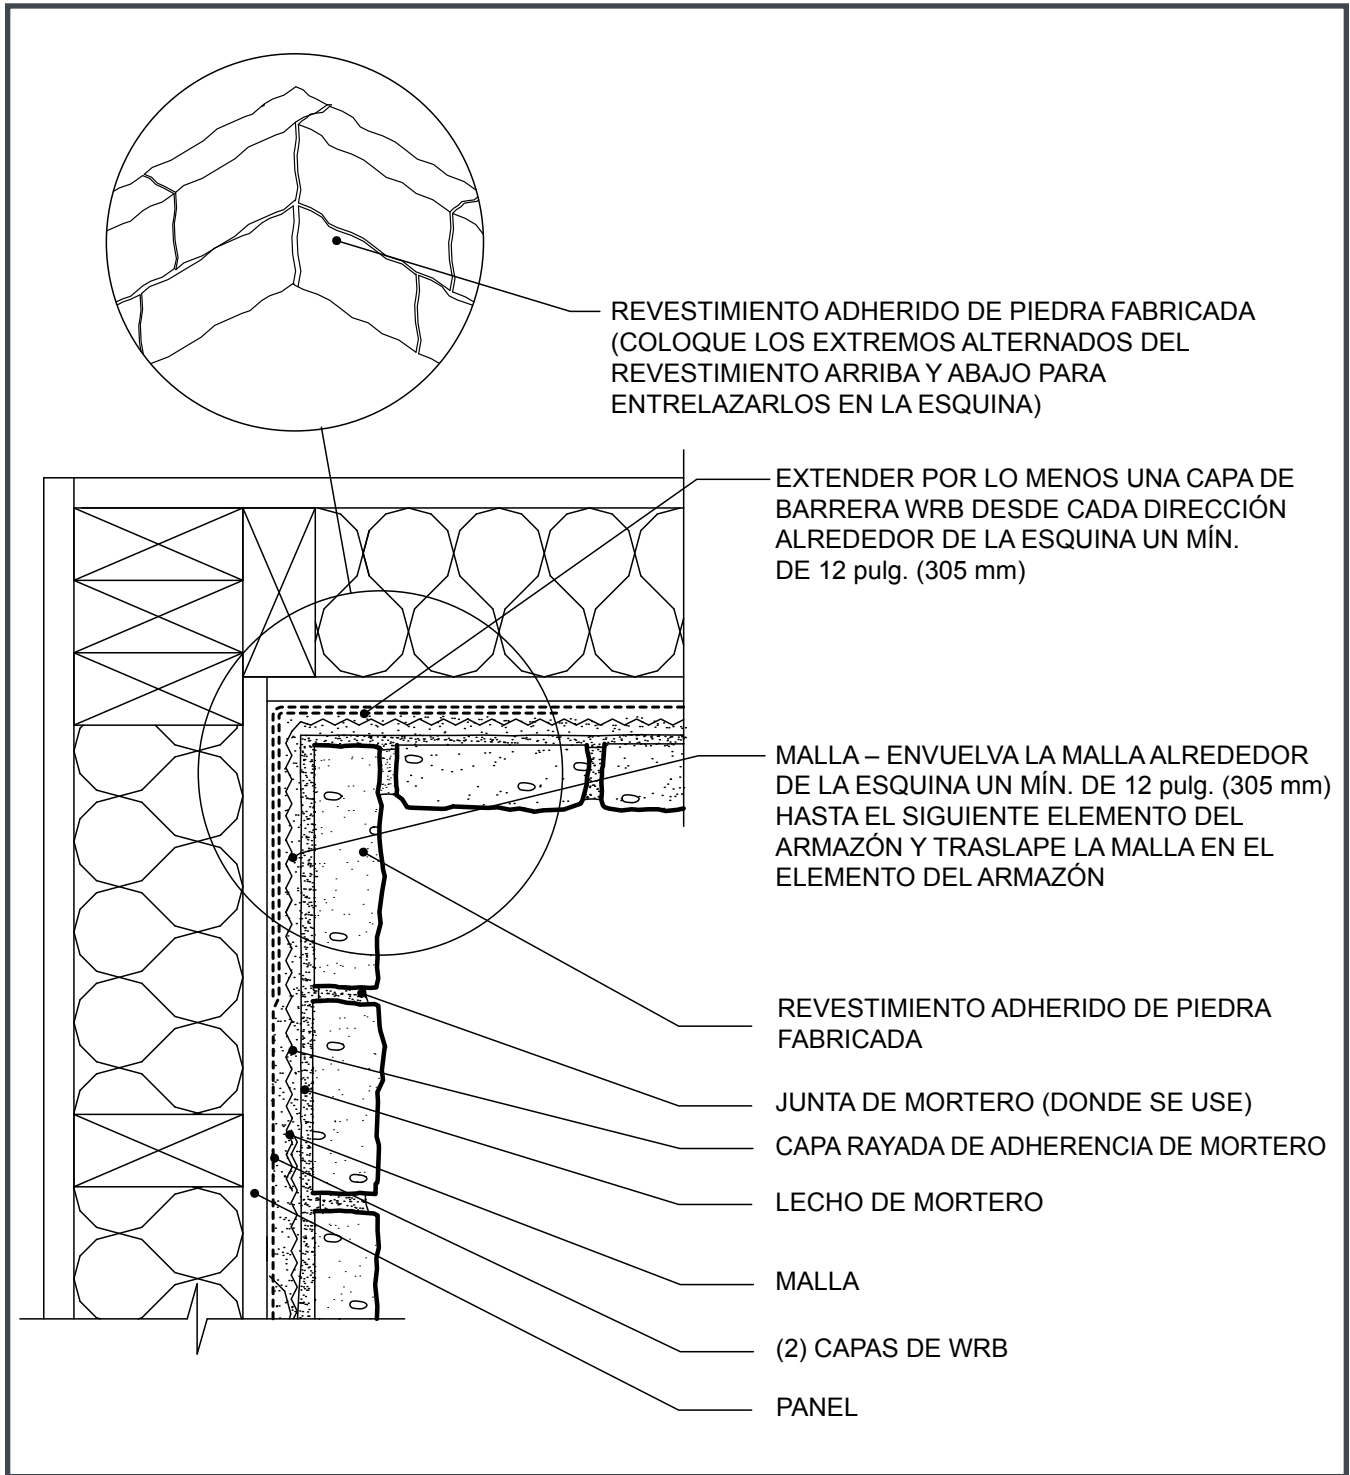 REVESTIMIENTO ADHERIDO DE PIEDRA FABRICADA
(COLOQUE LOS EXTREMOS ALTERNADOS DEL
REVESTIMIENTO ARRIBA Y ABAJO PARA
ENTRELAZARLOS EN LA ESQUINA)
EXTENDER POR LO MENOS UNA CAPA DE
BARRERA WRB DESDE CADA DIRECCIÓN
ALREDEDOR DE LA ESQUINA UN MÍN.
DE 12 pulg. (305 mm)
MALLA – ENVUELVA LA MALLA ALREDEDOR
DE LA ESQUINA UN MÍN. DE 12 pulg. (305 mm)
HASTA EL SIGUIENTE ELEMENTO DEL
ARMAZÓN Y TRASLAPE LA MALLA EN EL
ELEMENTO DEL ARMAZÓN
REVESTIMIENTO ADHERIDO DE PIEDRA
FABRICADA
JUNTA DE MORTERO (DONDE SE USE)
CAPA RAYADA DE ADHERENCIA DE MORTERO
LECHO DE MORTERO
MALLA
(2) CAPAS DE WRB
PANEL